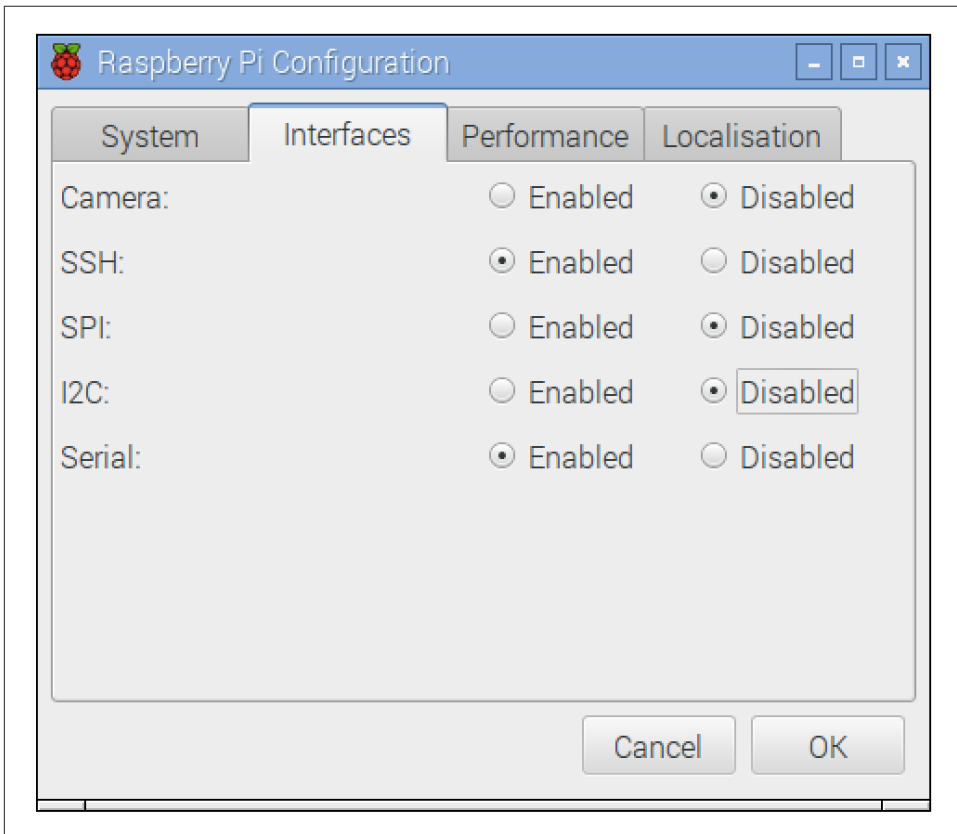 Raspberry Pi Configuration
System Interfaces Performance Localisation
Camera: Enabled Disabled
SSH: Enabled Disabled
SPI: Enabled Disabled
I2C: Enabled Disabled
Serial: Enabled Disabled
Cancel OK